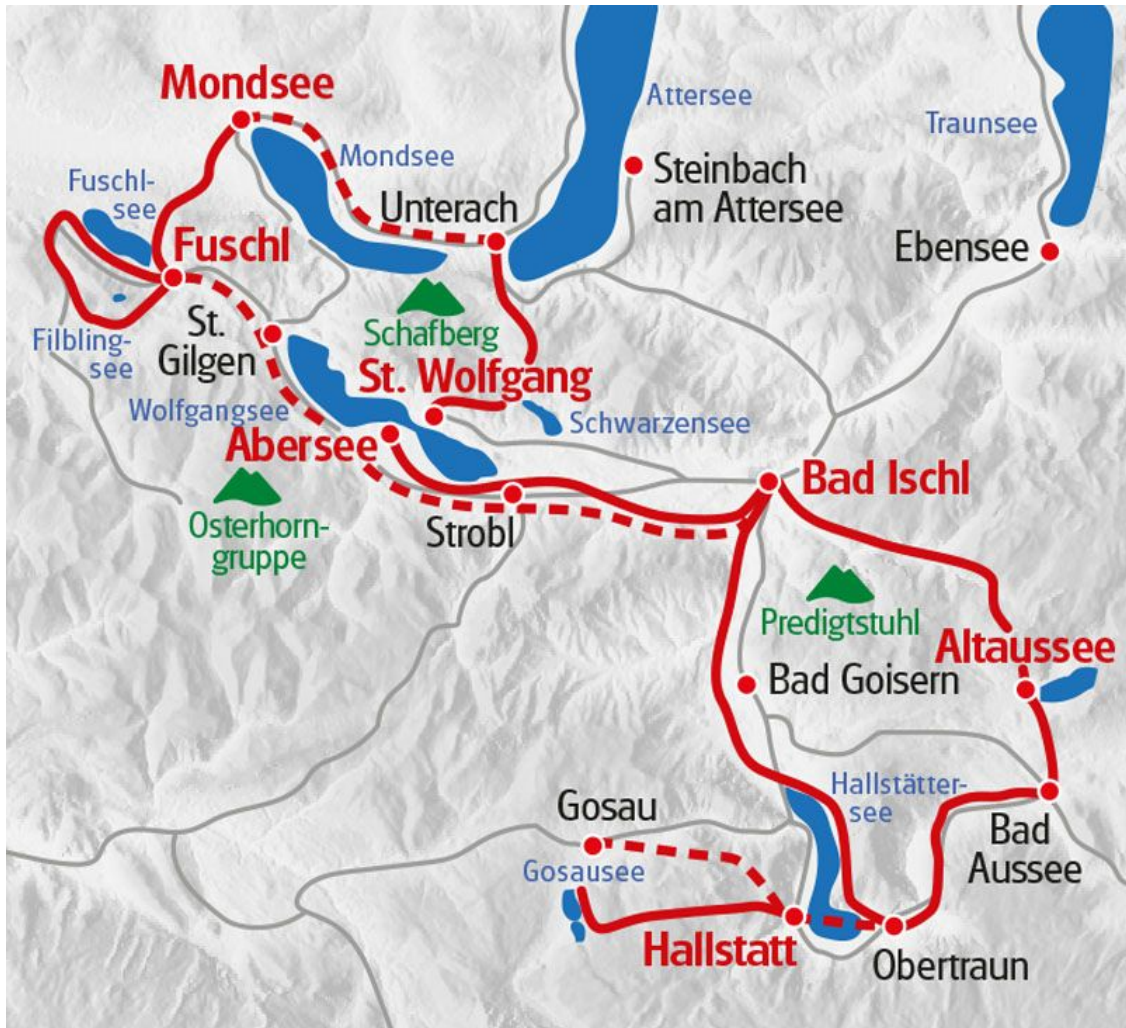 Mondsee
Attersee
Traunsee
Mondsee
Steinbach
am Attersee
Fuschl-
see
Unterach
Fuschl
Ebensee
St.
Gilgen
Schafberg
Filbling-
see
St. Wolfgang
Wolfgangsee
Schwarzensee
Abersee
Bad Ischl
Osterhorn-
gruppe
Strobl
Predigtstuhl
Altaussee
Bad Goisern
Hallstätter-
see
Gosau
Bad
Aussee
Gosausee
Hallstatt
Obertraun